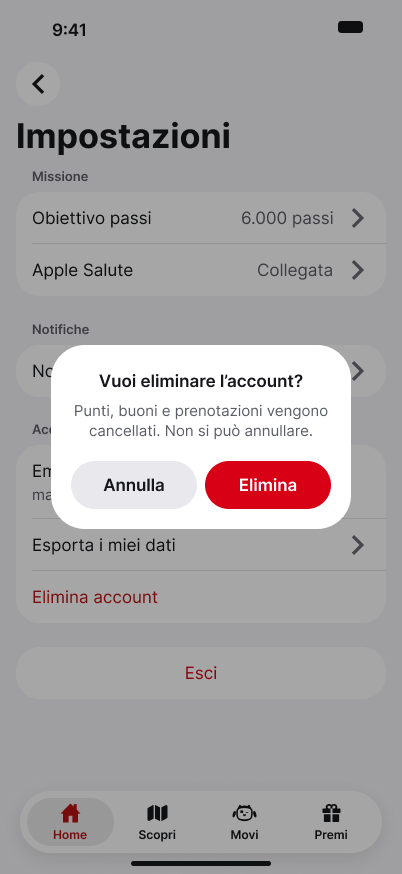 9:41
Impostazioni
Missione
Obiettivo passi 6.000 passi
Apple Salute Collegata
Notifiche
Vuoi eliminare l’account?
Punti, buoni e prenotazioni vengono
cancellati. Non si può annullare.
Annulla Elimina
Esporta i miei dati
Elimina account
Esci
Home Scopri Movi Premi